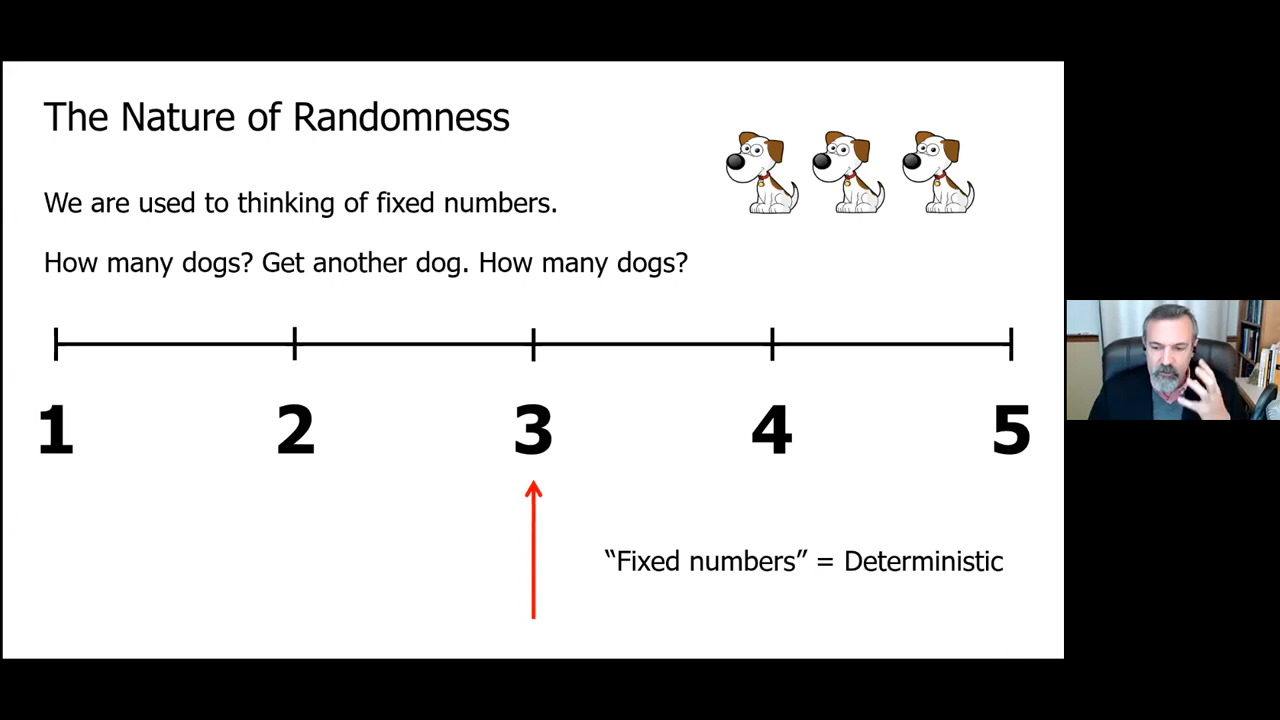 The Nature of Randomness
We are used to thinking of fixed numbers.
How many dogs? Get another dog. How many dogs?
1 2 3 4 5
“Fixed numbers” = Deterministic